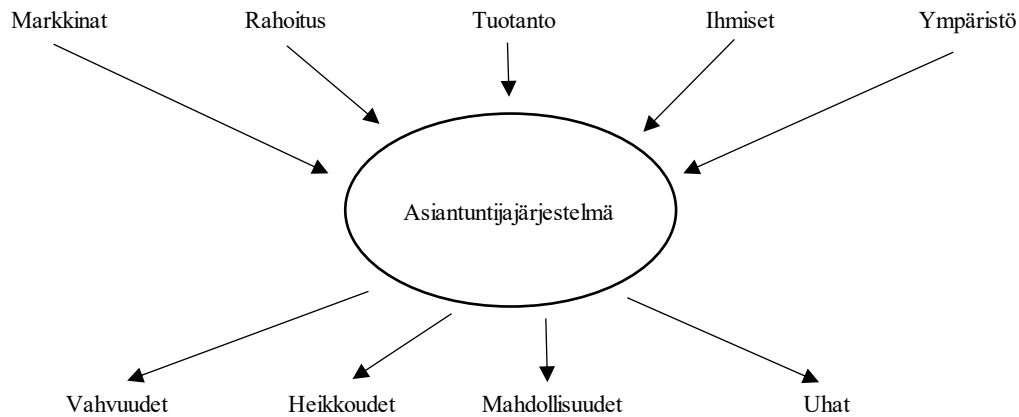 Markkinat
Rahoitus
Tuotanto
Ihmiset
Ympäristö
Asiantuntijajärjestelmä
Vahvuudet
Heikkoudet
Mahdollisuudet
Uhat